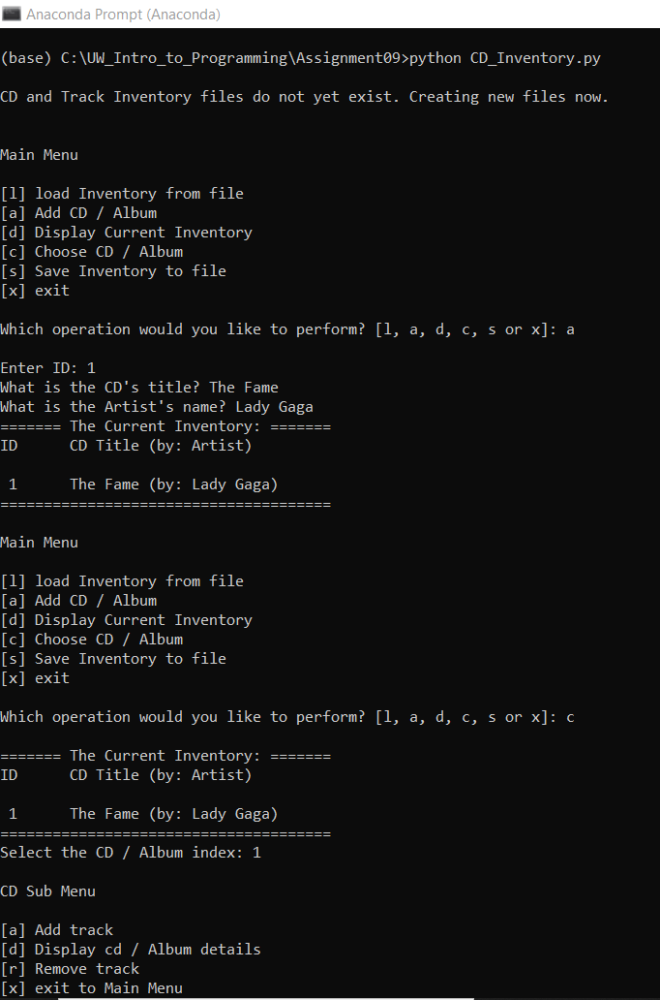 Anaconda Prompt (Anaconda)
(base) C:\UW_Intro_to_Programming\Assignment09>python CD_Inventory.py
CD and Track Inventory files do not yet exist. Creating new files now.
Main Menu
[l] load Inventory from file
[a] Add CD / Album
[d] Display Current Inventory
[c] Choose CD / Album
[s] Save Inventory to file
[x] exit
Which operation would you like to perform? [l, a, d, c, s or x]: a
Enter ID: 1
What is the CD's title? The Fame
What is the Artist's name? Lady Gaga
======= The Current Inventory: =======
ID      CD Title (by: Artist)
 1      The Fame (by: Lady Gaga)
======================================
Main Menu
[l] load Inventory from file
[a] Add CD / Album
[d] Display Current Inventory
[c] Choose CD / Album
[s] Save Inventory to file
[x] exit
Which operation would you like to perform? [l, a, d, c, s or x]: c
======= The Current Inventory: =======
ID      CD Title (by: Artist)
 1      The Fame (by: Lady Gaga)
======================================
Select the CD / Album index: 1
CD Sub Menu
[a] Add track
[d] Display cd / Album details
[r] Remove track
[x] exit to Main Menu